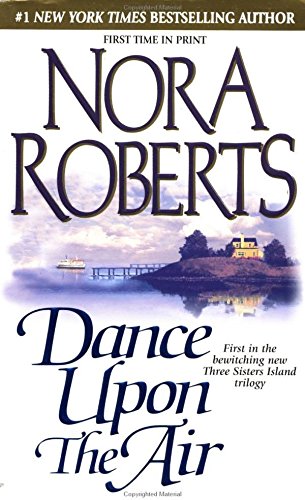 #1 NEW YORK TIMES BESTSELLING AUTHOR
FIRST TIME IN PRINT
NORA
ROBERTS
Dance
Upon
The Air
First in the
bewitching new
Three Sisters Island
trilogy